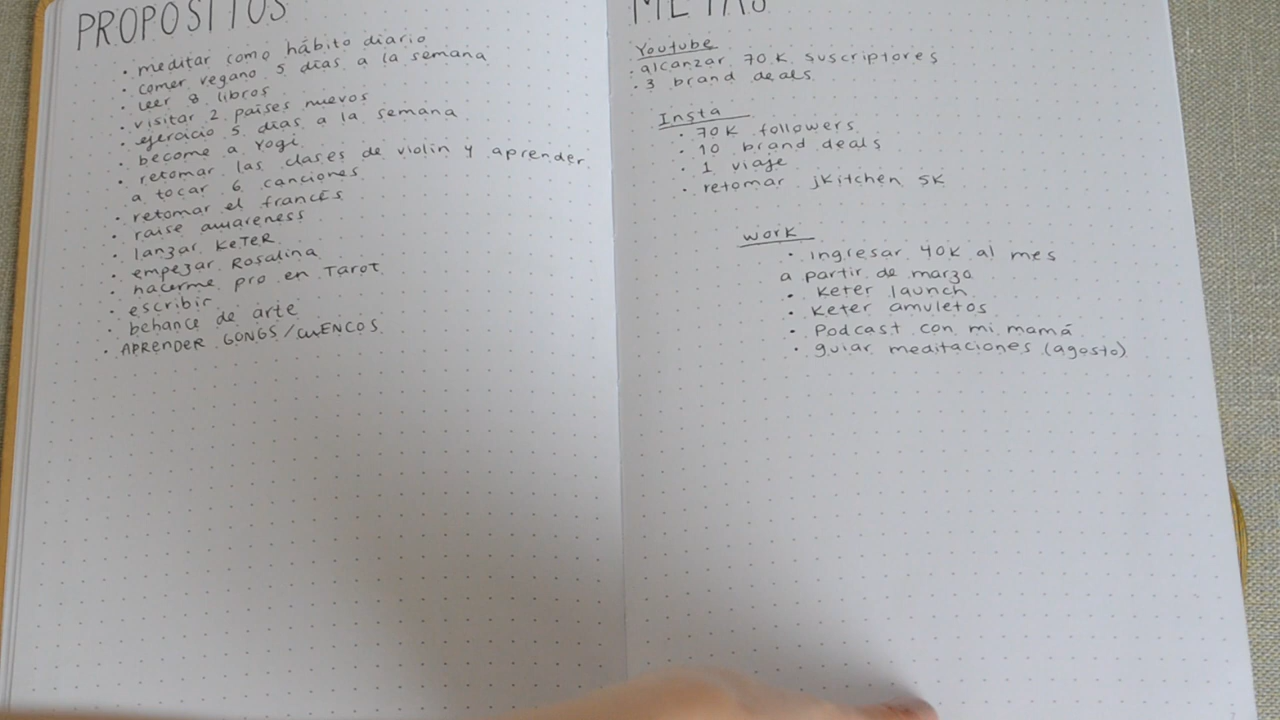 PROPOSITOS
• meditar como hábito diario
• comer vegano 5 días a la semana
• leer 8 libros
• visitar 2 países nuevos
• ejercicio 5 días a la semana
• become a Yogi
• retomar las clases de violin y aprender
a tocar 6 canciones
• retomar el francés
• raise awareness
• lanzar KETER
• empezar Rosalina
• hacerme pro en Tarot
• escribir
• behance de arte
• APRENDER GONGS/CUENCOS
METAS
Youtube
• alcanzar 70 K suscriptores
• 3 brand deals
Insta
• 70K followers
• 10 brand deals
• 1 viaje
• retomar jkitchen 5K
work
• Ingresar 40K al mes
a partir de marzo
• Keter launch
• Keter amuletos
• Podcast con mi mamá
• guiar meditaciones (agosto)